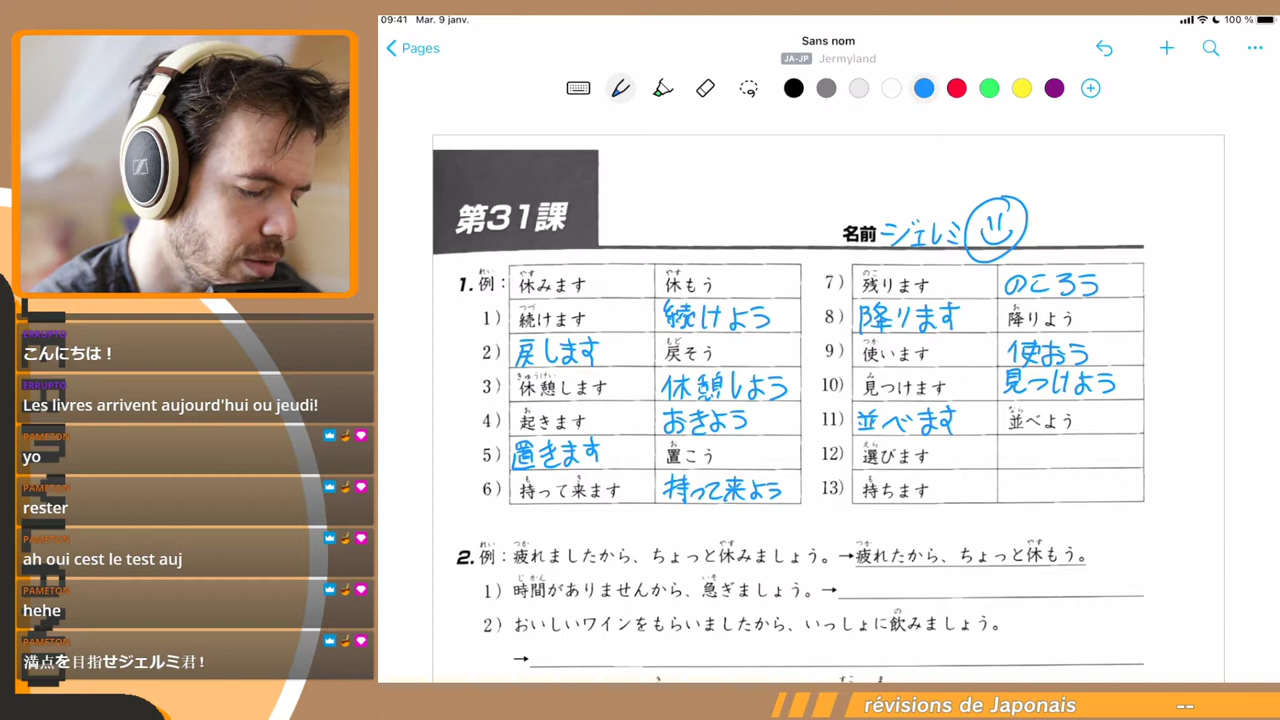 09:41 Mar. 9 janv.
100 %
Pages
Sans nom
JA-JP Jermyland
第31課
名前 ジェルミ
1. 例: 休みます 休もう
1) 続けます 続けよう
2) 戻します 戻そう
3) 休憩します 休憩しよう
4) 起きます おきよう
5) 置きます 置こう
6) 持って来ます 持って来よう
7) 残ります のころう
8) 降ります 降りよう
9) 使います 使おう
10) 見つけます 見つけよう
11) 並べます 並べよう
12) 選びます
13) 持ちます
2. 例: 疲れましたから、ちょっと休みましょう。→疲れたから、ちょっと休もう。
1) 時間がありませんから、急ぎましょう。→
2) おいしいワインをもらいましたから、いっしょに飲みましょう。
→
ERRUPTO
こんにちは!
ERRUPTO
Les livres arrivent aujourd'hui ou jeudi!
PAMETON
yo
PAMETON
rester
PAMETON
ah oui cest le test auj
PAMETON
hehe
PAMETON
満点を目指せジェルミ君!
révisions de Japonais --